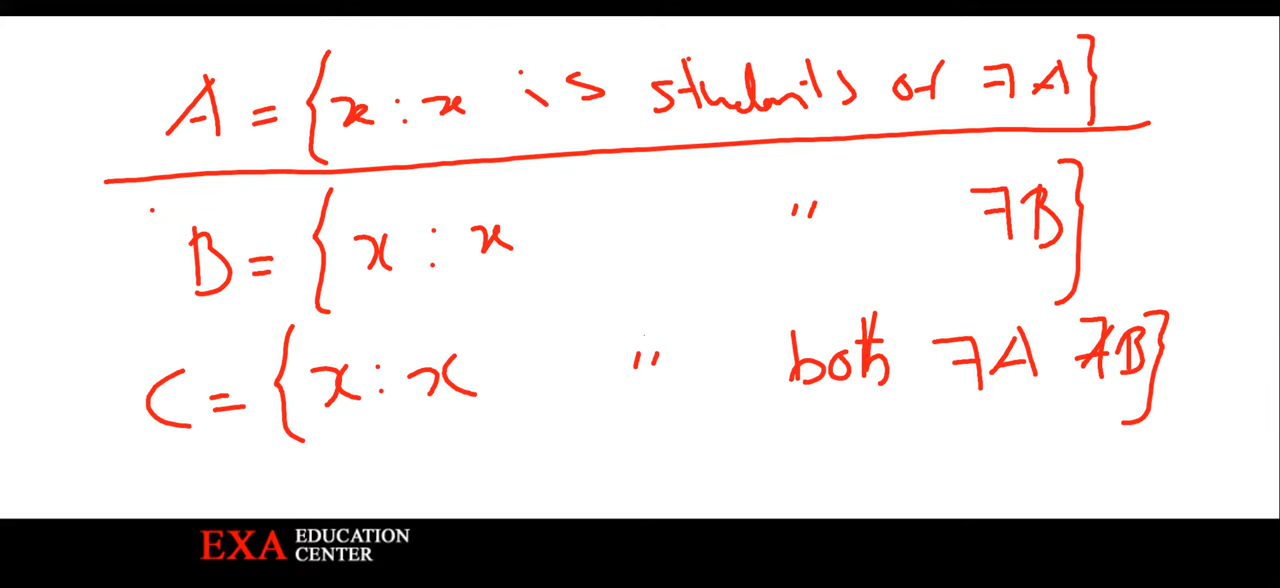 A = { x : x is students of 7A }
B = { x : x " 7B }
C = { x : x " both 7A 7B }
EXA EDUCATION CENTER